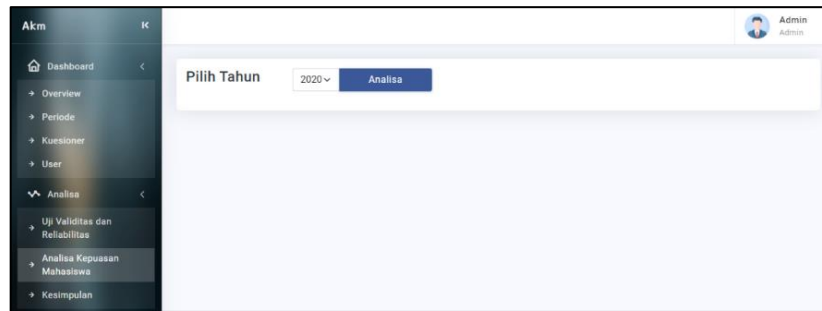 Akm
Admin
Admin
Dashboard
Overview
Periode
Kuesioner
User
Analisa
Uji Validitas dan
Reliabilitas
Analisa Kepuasan
Mahasiswa
Kesimpulan
Pilih Tahun
2020
Analisa